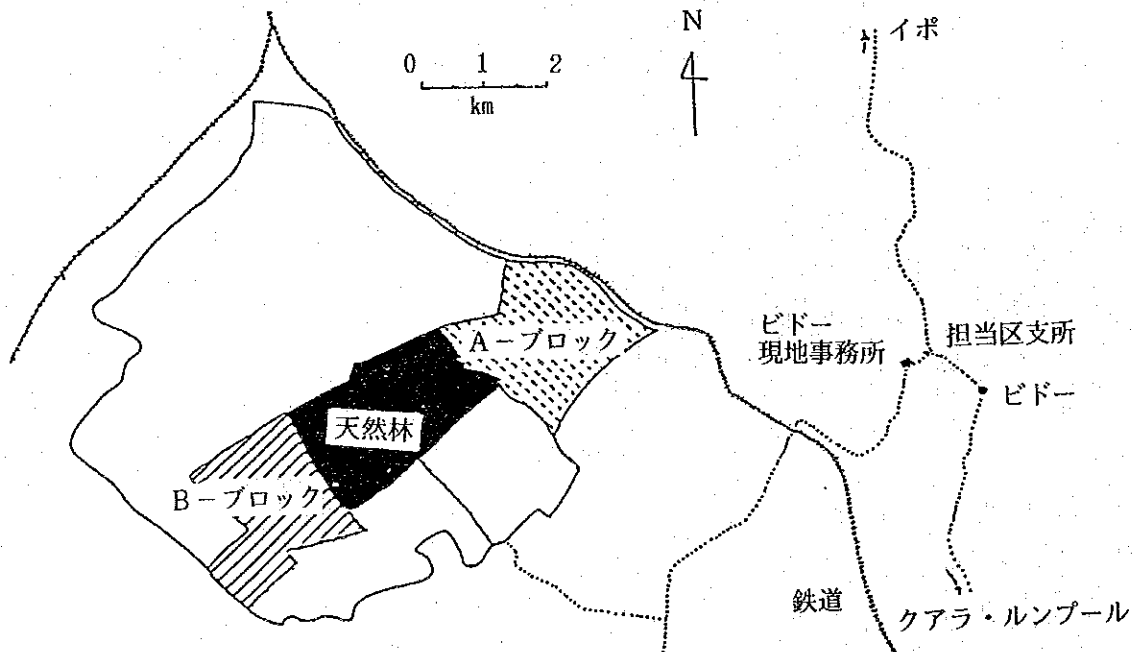 N
イポ
0 1 2
km
ビドー
現地事務所
担当区支所
A-ブロック
ビドー
天然林
B-ブロック
鉄道
クアラ・ルンプール